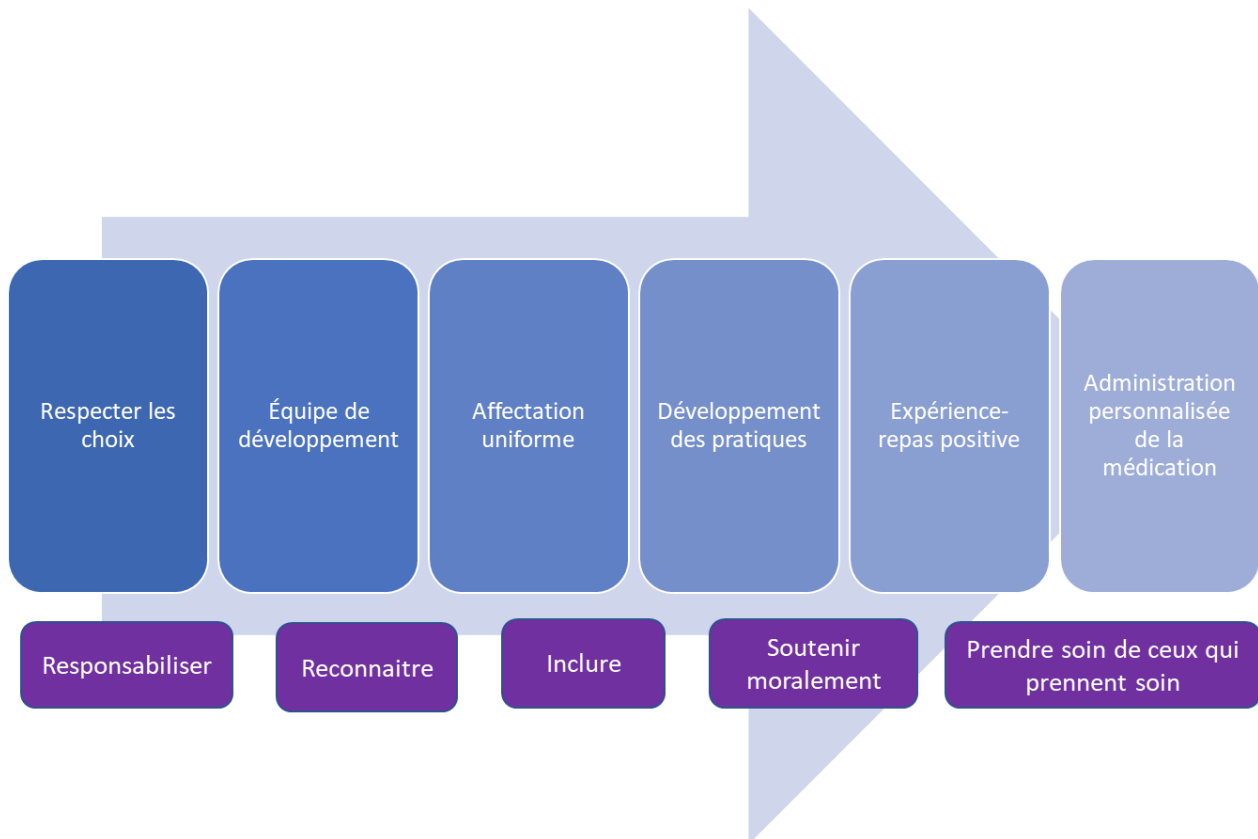 Respecter les
choix
Équipe de
développement
Affectation
uniforme
Développement
des pratiques
Expérience-
repas positive
Administration
personnalisée
de la
médication
Responsabiliser
Reconnaitre
Inclure
Soutenir
moralement
Prendre soin de ceux qui
prennent soin